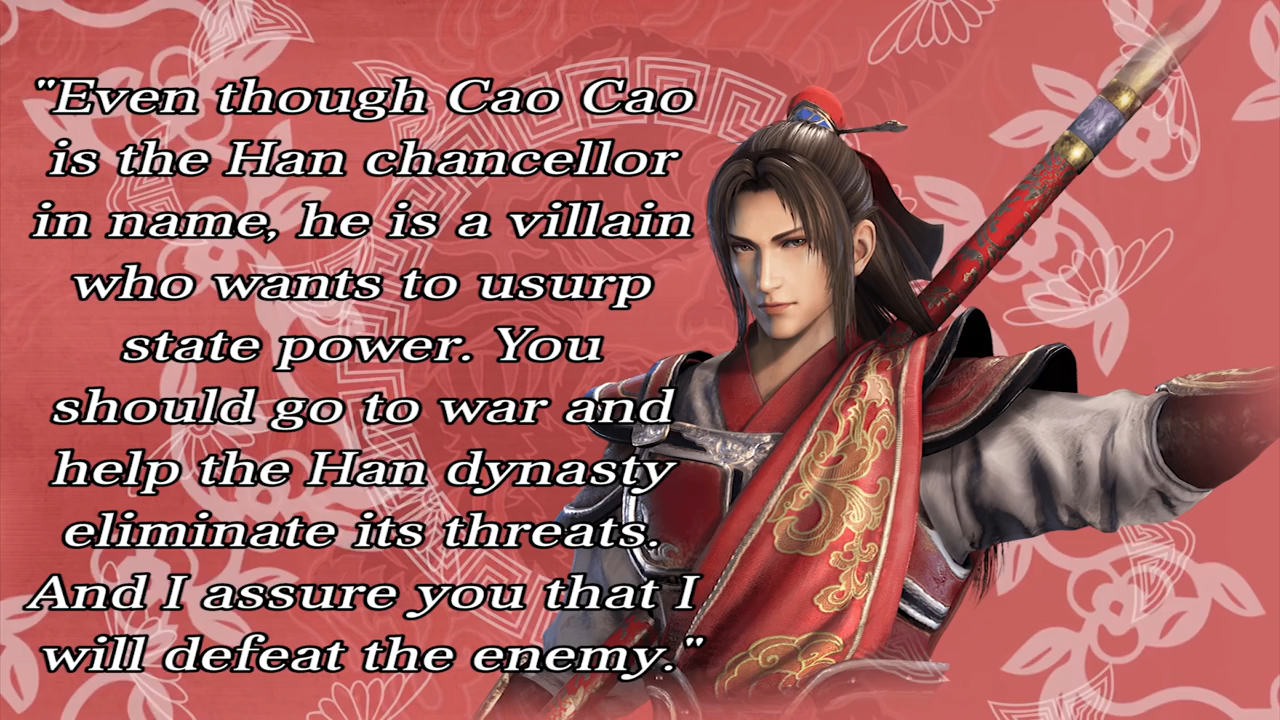 "Even though Cao Cao
is the Han chancellor
in name, he is a villain
who wants to usurp
state power. You
should go to war and
help the Han dynasty
eliminate its threats.
And I assure you that I
will defeat the enemy."